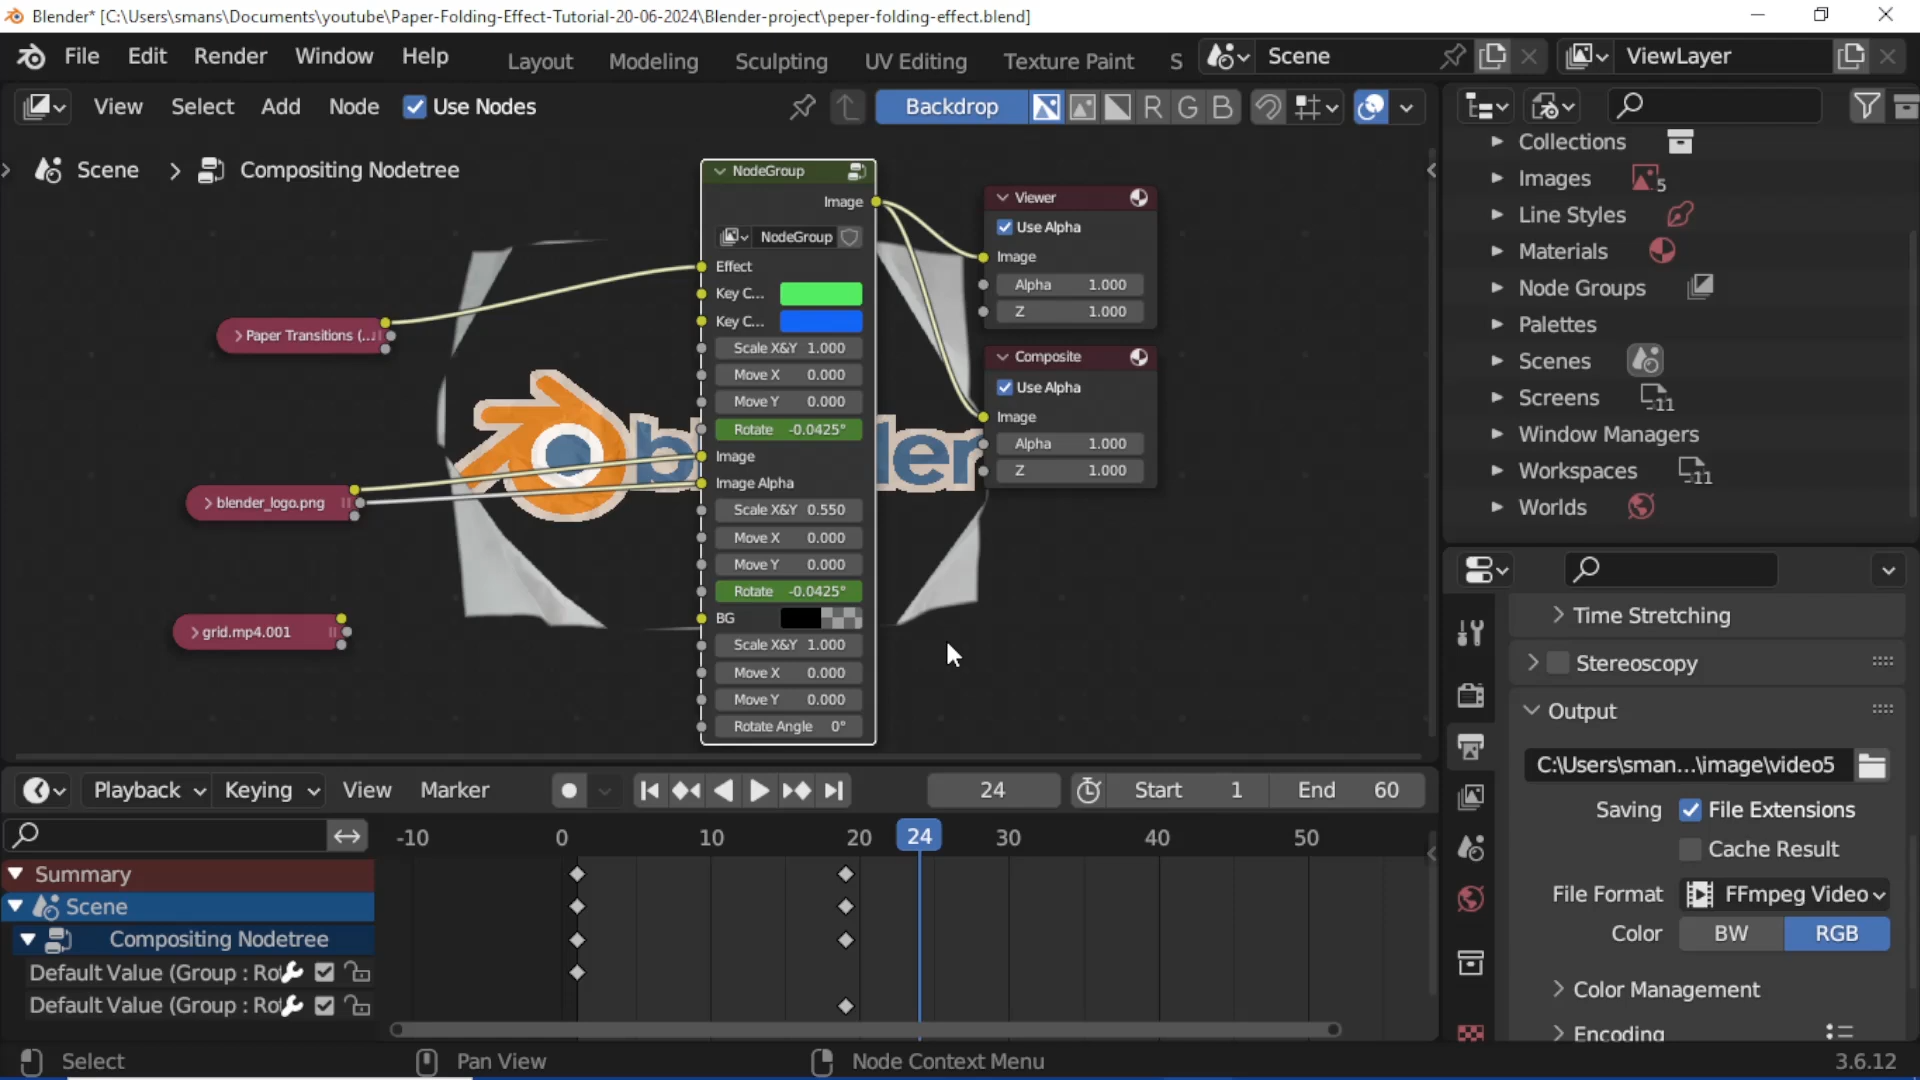 Blender* [C:\Users\smans\Documents\youtube\Paper-Folding-Effect-Tutorial-20-06-2024\Blender-project\peper-folding-effect.blend]
File Edit Render Window Help Layout Modeling Sculpting UV Editing Texture Paint S Scene ViewLayer
View Select Add Node Use Nodes Backdrop R G B
Scene > Compositing Nodetree
NodeGroup
Image
NodeGroup
Effect
Key C...
Key C...
Scale X&Y 1.000
Move X 0.000
Move Y 0.000
Rotate -0.0425°
Image
Image Alpha
Scale X&Y 0.550
Move X 0.000
Move Y 0.000
Rotate -0.0425°
BG
Scale X&Y 1.000
Move X 0.000
Move Y 0.000
Rotate Angle 0°
Paper Transitions (...
blender_logo.png
grid.mp4.001
b
der
Viewer
Use Alpha
Image
Alpha 1.000
Z 1.000
Composite
Use Alpha
Image
Alpha 1.000
Z 1.000
Collections
Images 5
Line Styles
Materials
Node Groups
Palettes
Scenes
Screens 11
Window Managers
Workspaces 11
Worlds
Time Stretching
Stereoscopy
Output
C:\Users\sman...\image\video5
Saving File Extensions
Cache Result
File Format FFmpeg Video
Color BW RGB
Color Management
Encoding
Playback Keying View Marker 24 Start 1 End 60
-10 0 10 20 24 30 40 50
Summary
Scene
Compositing Nodetree
Default Value (Group : Ro
Default Value (Group : Ro
Select Pan View Node Context Menu 3.6.12